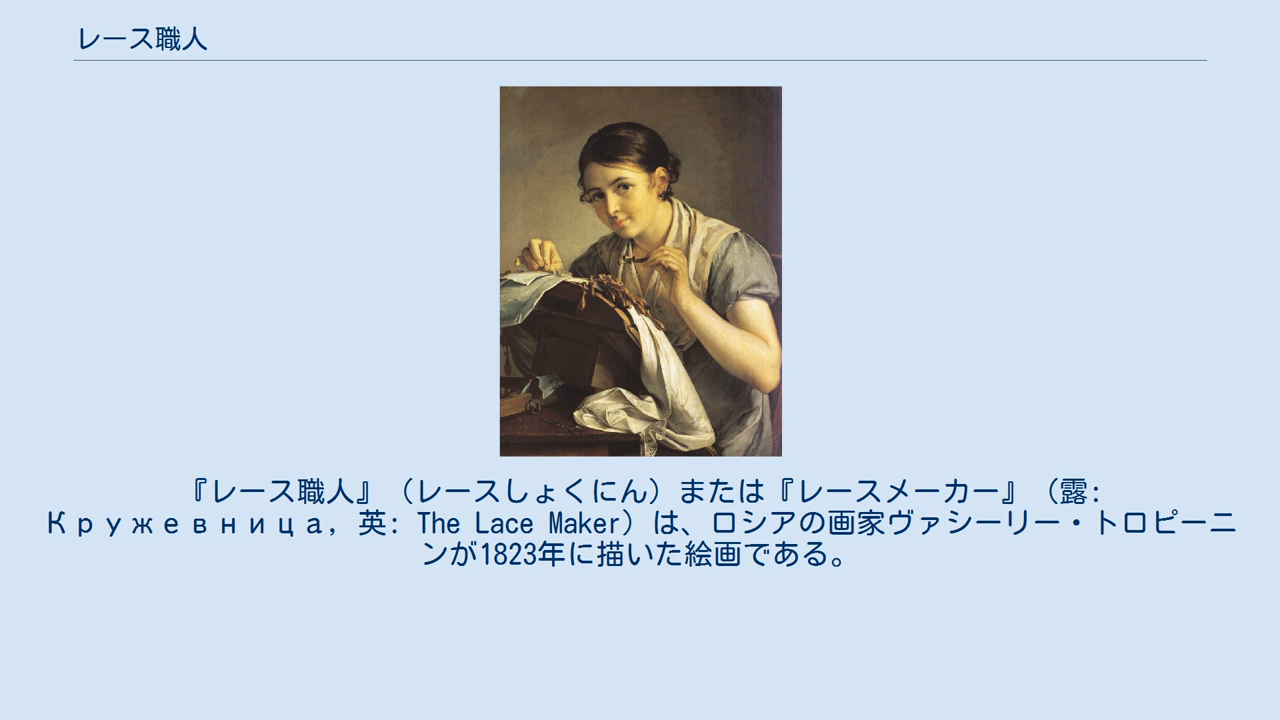 レース職人
『レース職人』（レースしょくにん）または『レースメーカー』（露:
Кружевница, 英: The Lace Maker）は、ロシアの画家ヴァシーリー・トロピーニ
ンが1823年に描いた絵画である。